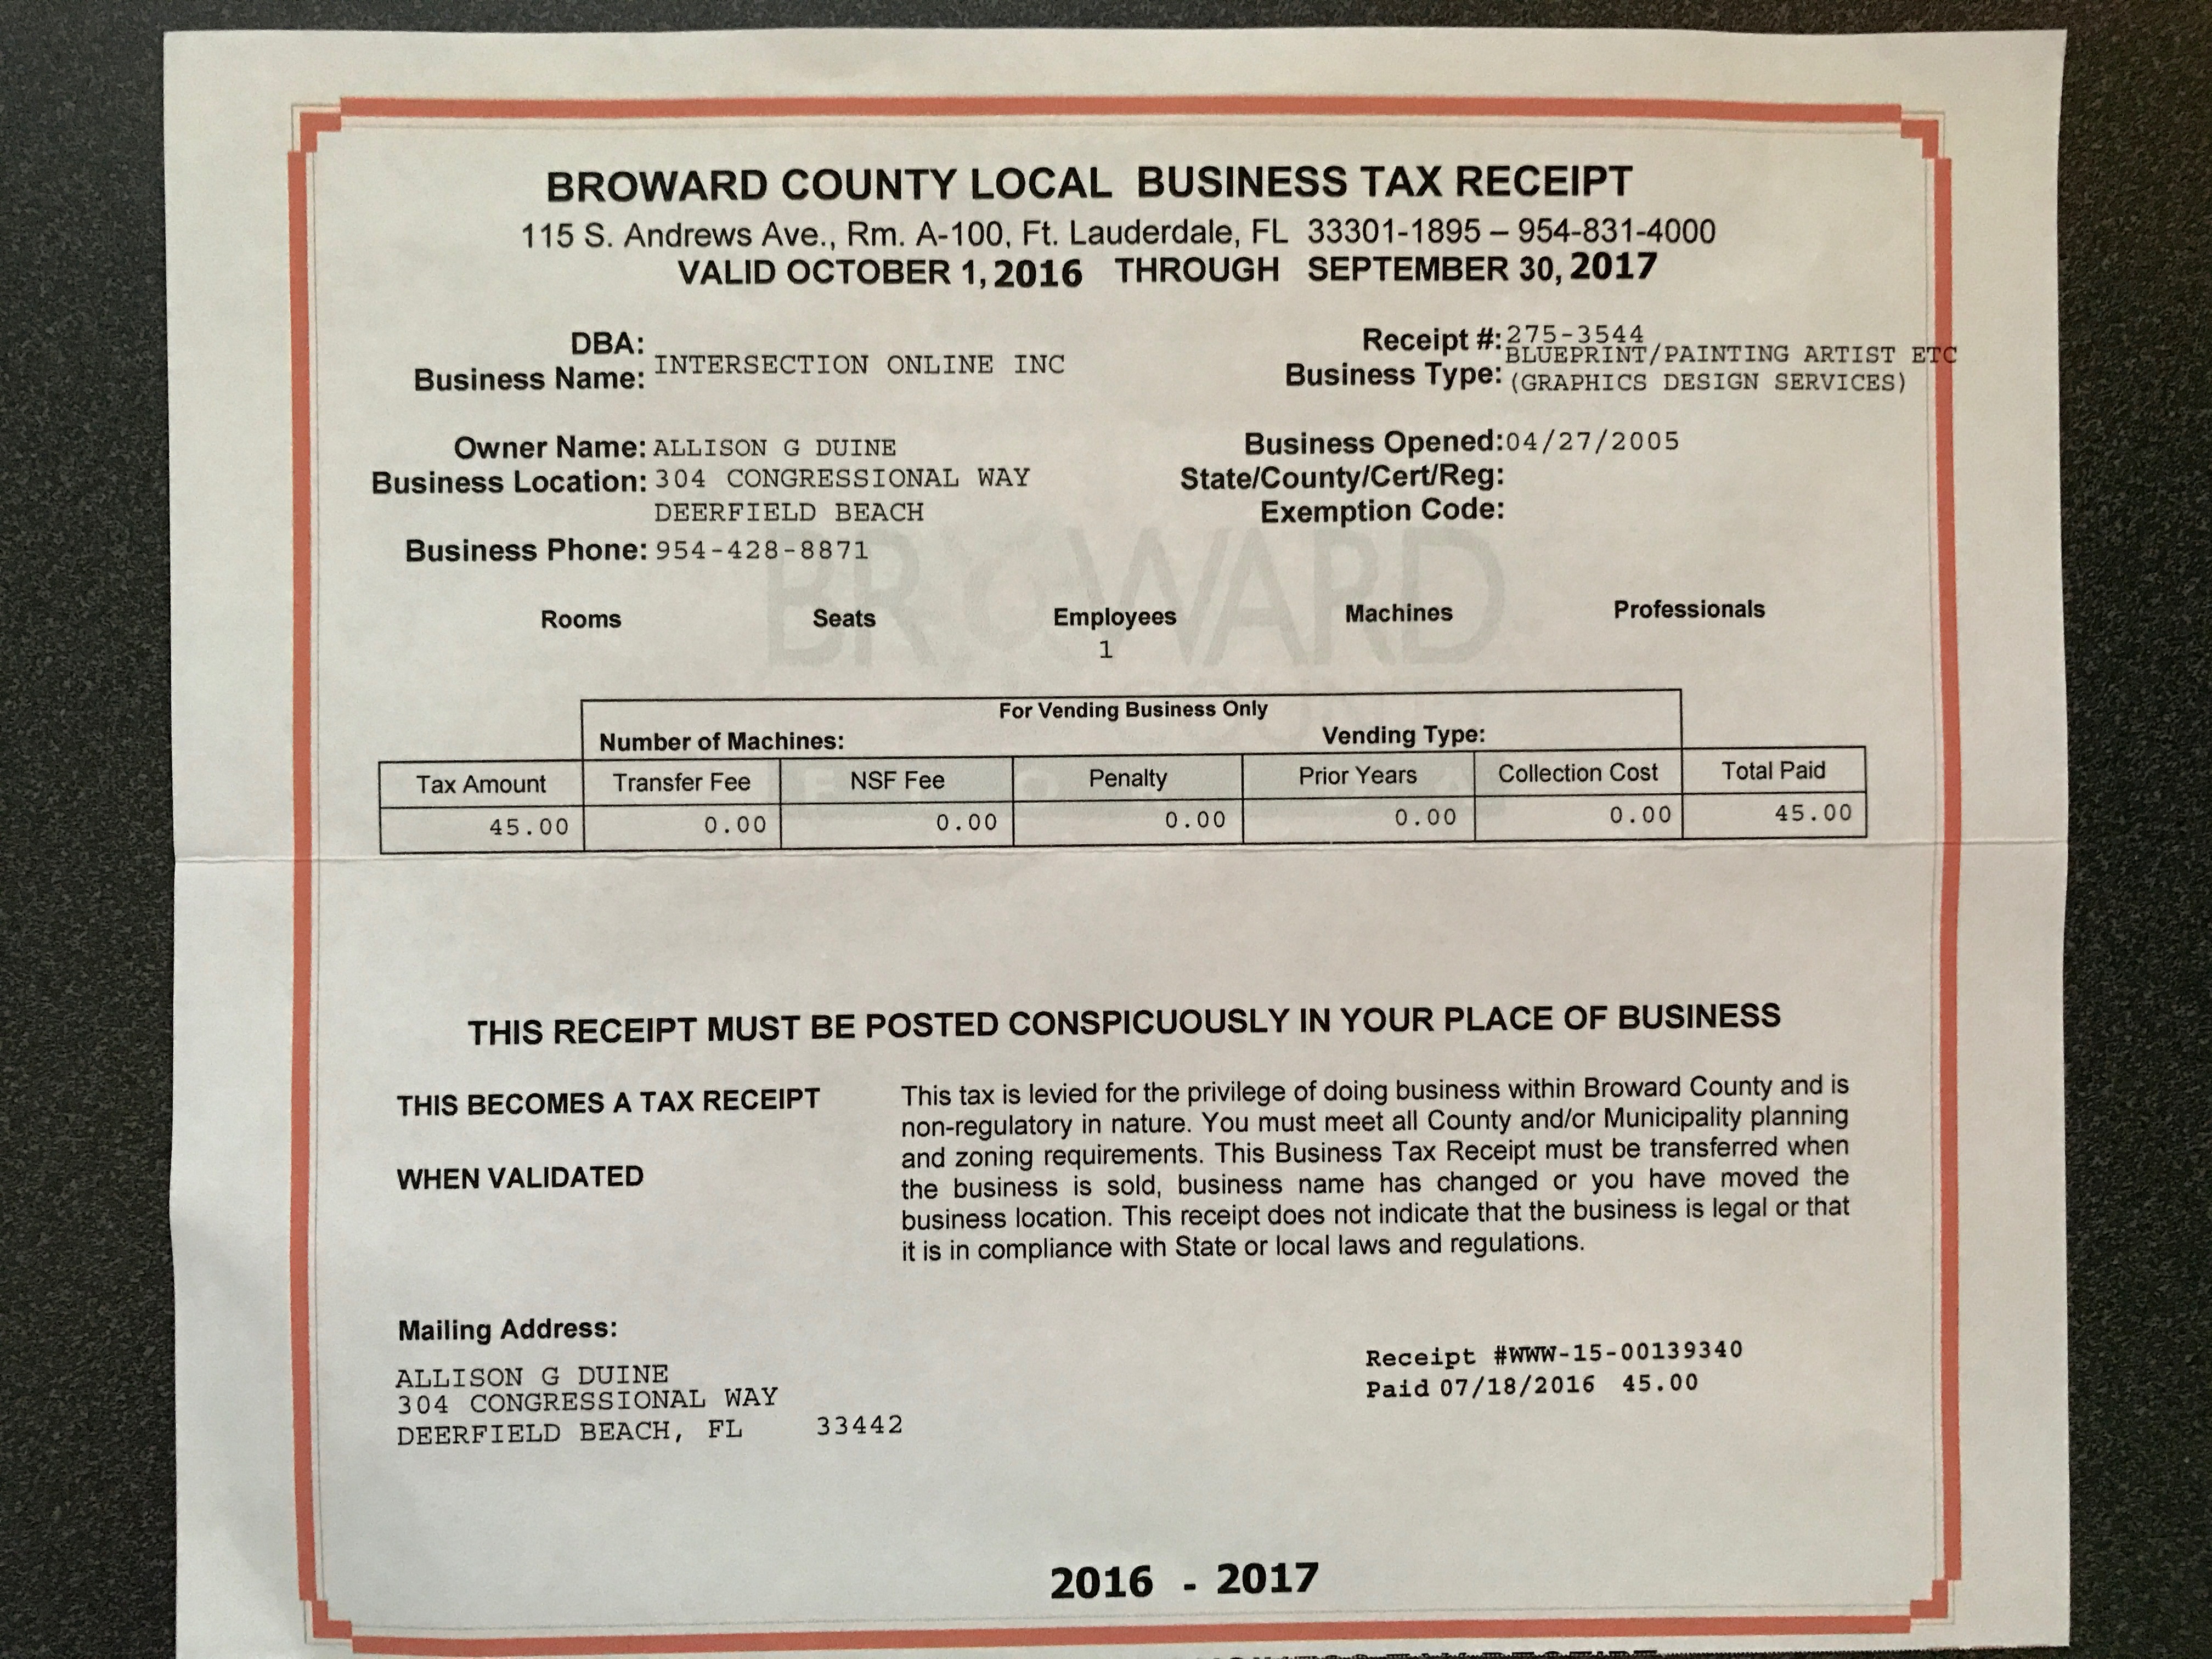 BROWARD COUNTY LOCAL BUSINESS TAX RECEIPT
115 S. Andrews Ave., Rm. A-100, Ft. Lauderdale, FL 33301-1895 – 954-831-4000
VALID OCTOBER 1, 2016 THROUGH SEPTEMBER 30, 2017
DBA:
Business Name: INTERSECTION ONLINE INC
Receipt #: 275-3544
Business Type: BLUEPRINT/PAINTING ARTIST ETC
(GRAPHICS DESIGN SERVICES)
Owner Name: ALLISON G DUINE
Business Location: 304 CONGRESSIONAL WAY
DEERFIELD BEACH
Business Phone: 954-428-8871
Business Opened: 04/27/2005
State/County/Cert/Reg:
Exemption Code:
BROWARD
COUNTY
Rooms Seats Employees Machines Professionals
1
For Vending Business Only
Number of Machines: Vending Type:
Tax Amount Transfer Fee NSF Fee Penalty Prior Years Collection Cost Total Paid
45.00 0.00 0.00 0.00 0.00 0.00 45.00
THIS RECEIPT MUST BE POSTED CONSPICUOUSLY IN YOUR PLACE OF BUSINESS
THIS BECOMES A TAX RECEIPT
WHEN VALIDATED
This tax is levied for the privilege of doing business within Broward County and is
non-regulatory in nature. You must meet all County and/or Municipality planning
and zoning requirements. This Business Tax Receipt must be transferred when
the business is sold, business name has changed or you have moved the
business location. This receipt does not indicate that the business is legal or that
it is in compliance with State or local laws and regulations.
Mailing Address:
ALLISON G DUINE
304 CONGRESSIONAL WAY
DEERFIELD BEACH, FL 33442
Receipt #WWW-15-00139340
Paid 07/18/2016 45.00
2016 - 2017